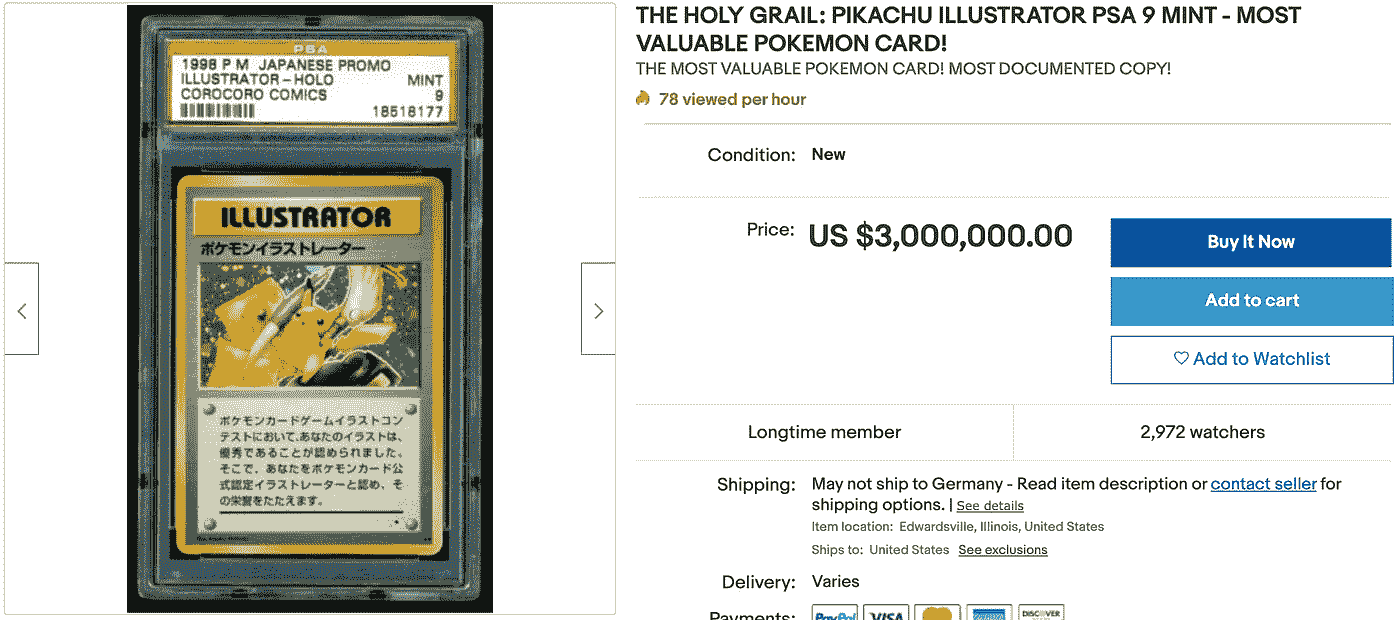 PSA
1998 P M JAPANESE PROMO
ILLUSTRATOR-HOLO MINT
COROCORO COMICS 9
18518177
ILLUSTRATOR
ポケモンイラストレーター
ポケモンカードゲームイラストコン
テストにおいて、あなたのイラストは、
優秀であることが認められました。
そこで、あなたをポケモンカード公
式認定イラストレーターと認め、そ
の栄誉をたたえます。
THE HOLY GRAIL: PIKACHU ILLUSTRATOR PSA 9 MINT - MOST
VALUABLE POKEMON CARD!
THE MOST VALUABLE POKEMON CARD! MOST DOCUMENTED COPY!
78 viewed per hour
Condition: New
Price: US $3,000,000.00
Buy It Now
Add to cart
Add to Watchlist
Longtime member
2,972 watchers
Shipping: May not ship to Germany - Read item description or contact seller for
shipping options. | See details
Item location: Edwardsville, Illinois, United States
Ships to: United States See exclusions
Delivery: Varies
Payments: PayPal VISA DISCOVER